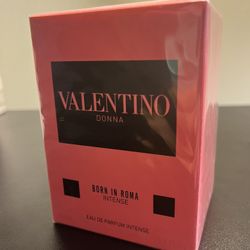 VALENTINO
DONNA
BORN IN ROMA
INTENSE
EAU DE PARFUM INTENSE